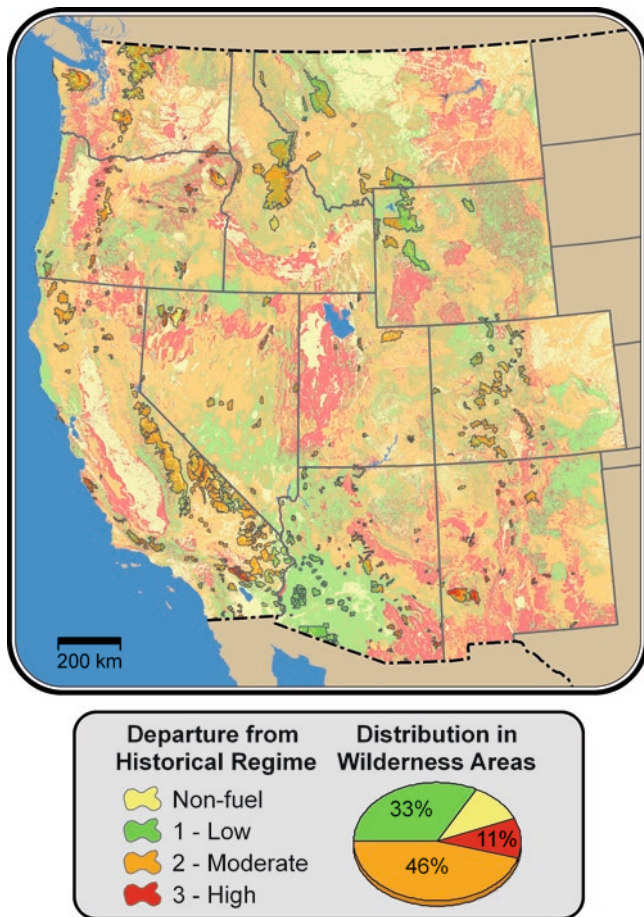 200 km
Departure from
Historical Regime
Non-fuel
1 - Low
2 - Moderate
3 - High
Distribution in
Wilderness Areas
33%
11%
46%